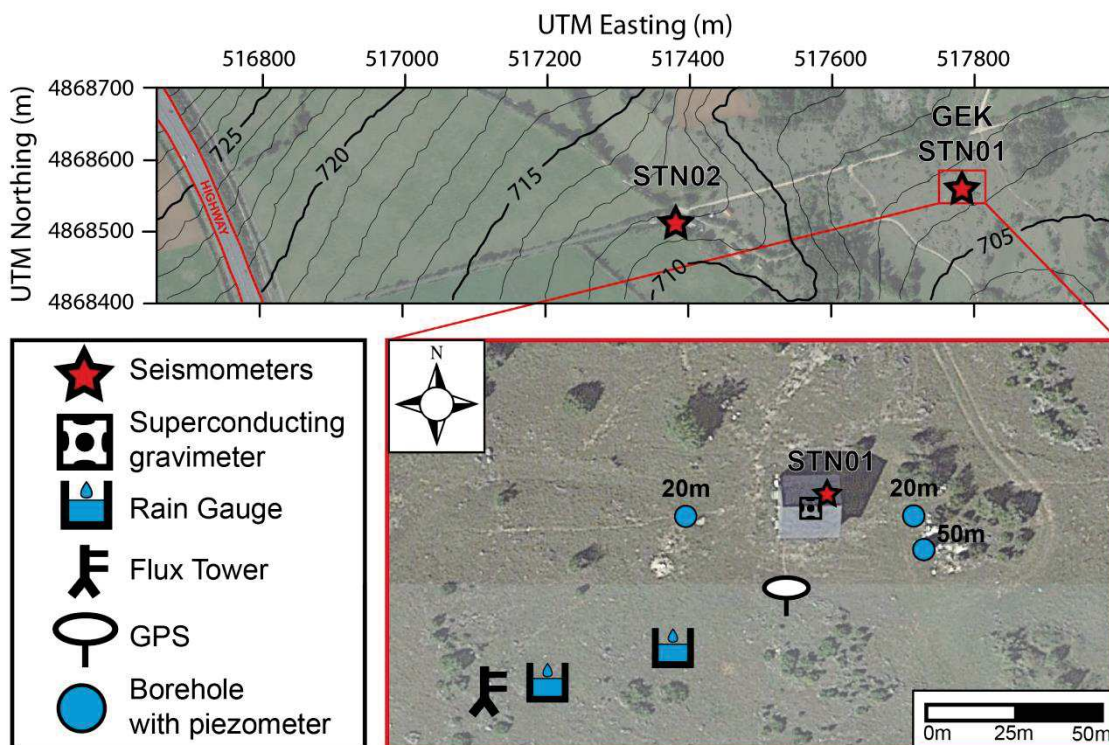 UTM Easting (m)
516800 517000 517200 517400 517600 517800
UTM Northing (m)
4868700
4868600
4868500
4868400
725
720
715
710
705
HIGHWAY
STN02
GEK
STN01
Seismometers
Superconducting
gravimeter
Rain Gauge
Flux Tower
GPS
Borehole
with piezometer
N
STN01
20m
20m
50m
0m 25m 50m